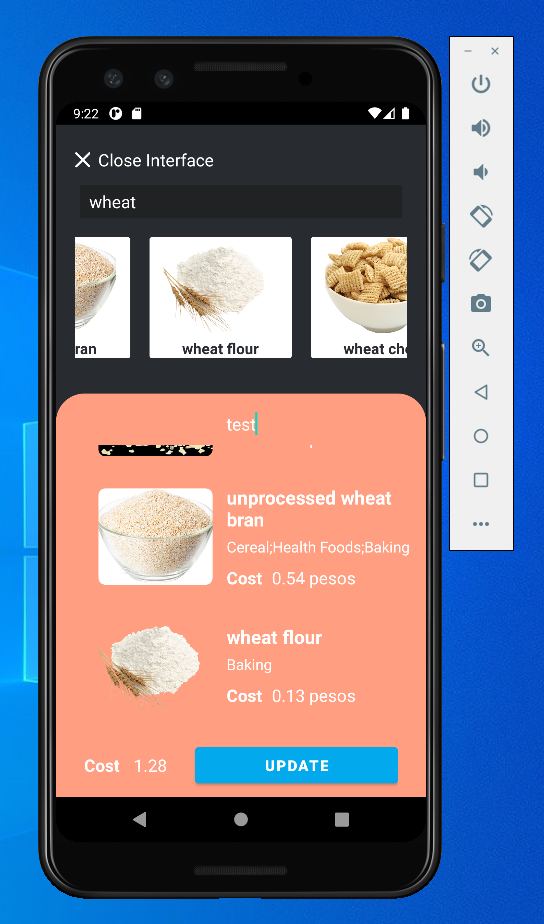 9:22
Close Interface
wheat
ran
wheat flour
wheat che
test
unprocessed wheat
bran
Cereal;Health Foods;Baking
Cost 0.54 pesos
wheat flour
Baking
Cost 0.13 pesos
Cost 1.28
UPDATE